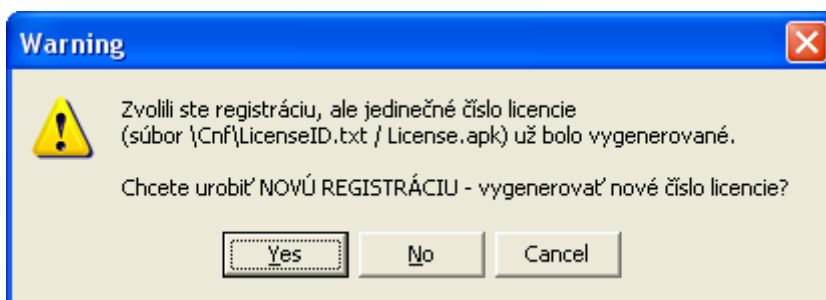 Warning
Zvolili ste registráciu, ale jedinečné číslo licencie
(súbor \Cnf\LicenseID.txt / License.apk) už bolo vygenerované.
Chcete urobiť NOVÚ REGISTRÁCIU - vygenerovať nové číslo licencie?
Yes
No
Cancel